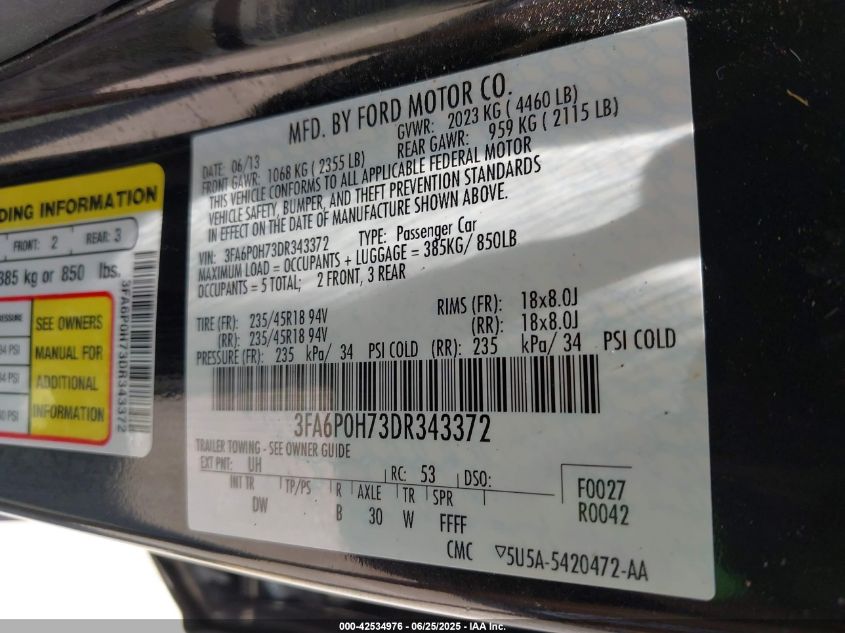 MFD. BY FORD MOTOR CO.
DATE: 06/13
GVWR: 2023 KG ( 4460 LB)
FRONT GAWR: 1068 KG ( 2355 LB)
REAR GAWR: 959 KG ( 2115 LB)
THIS VEHICLE CONFORMS TO ALL APPLICABLE FEDERAL MOTOR
VEHICLE SAFETY, BUMPER, AND THEFT PREVENTION STANDARDS
IN EFFECT ON THE DATE OF MANUFACTURE SHOWN ABOVE.
VIN: 3FA6P0H73DR343372 TYPE: Passenger Car
MAXIMUM LOAD = OCCUPANTS + LUGGAGE = 385KG/ 850LB
OCCUPANTS = 5 TOTAL; 2 FRONT, 3 REAR
TIRE (FR): 235/45R18 94V RIMS (FR): 18x8.0J
(RR): 235/45R18 94V (RR): 18x8.0J
PRESSURE (FR): 235 kPa/ 34 PSI COLD (RR): 235 kPa/ 34 PSI COLD
3FA6P0H73DR343372
TRAILER TOWING - SEE OWNER GUIDE
EXT PNT: UH RC: 53 DSO:
INT TR TP/PS R AXLE TR SPR
DW B 30 W FFFF
F0027
R0042
CMC ▽5U5A-5420472-AA
DING INFORMATION
FRONT: 2 REAR: 3
385 kg or 850 lbs.
PRESSURE
34 PSI
34 PSI
60 PSI
SEE OWNERS
MANUAL FOR
ADDITIONAL
INFORMATION
3FA6P0H73DR343372
000-42534976 - 06/25/2025 - IAA Inc.